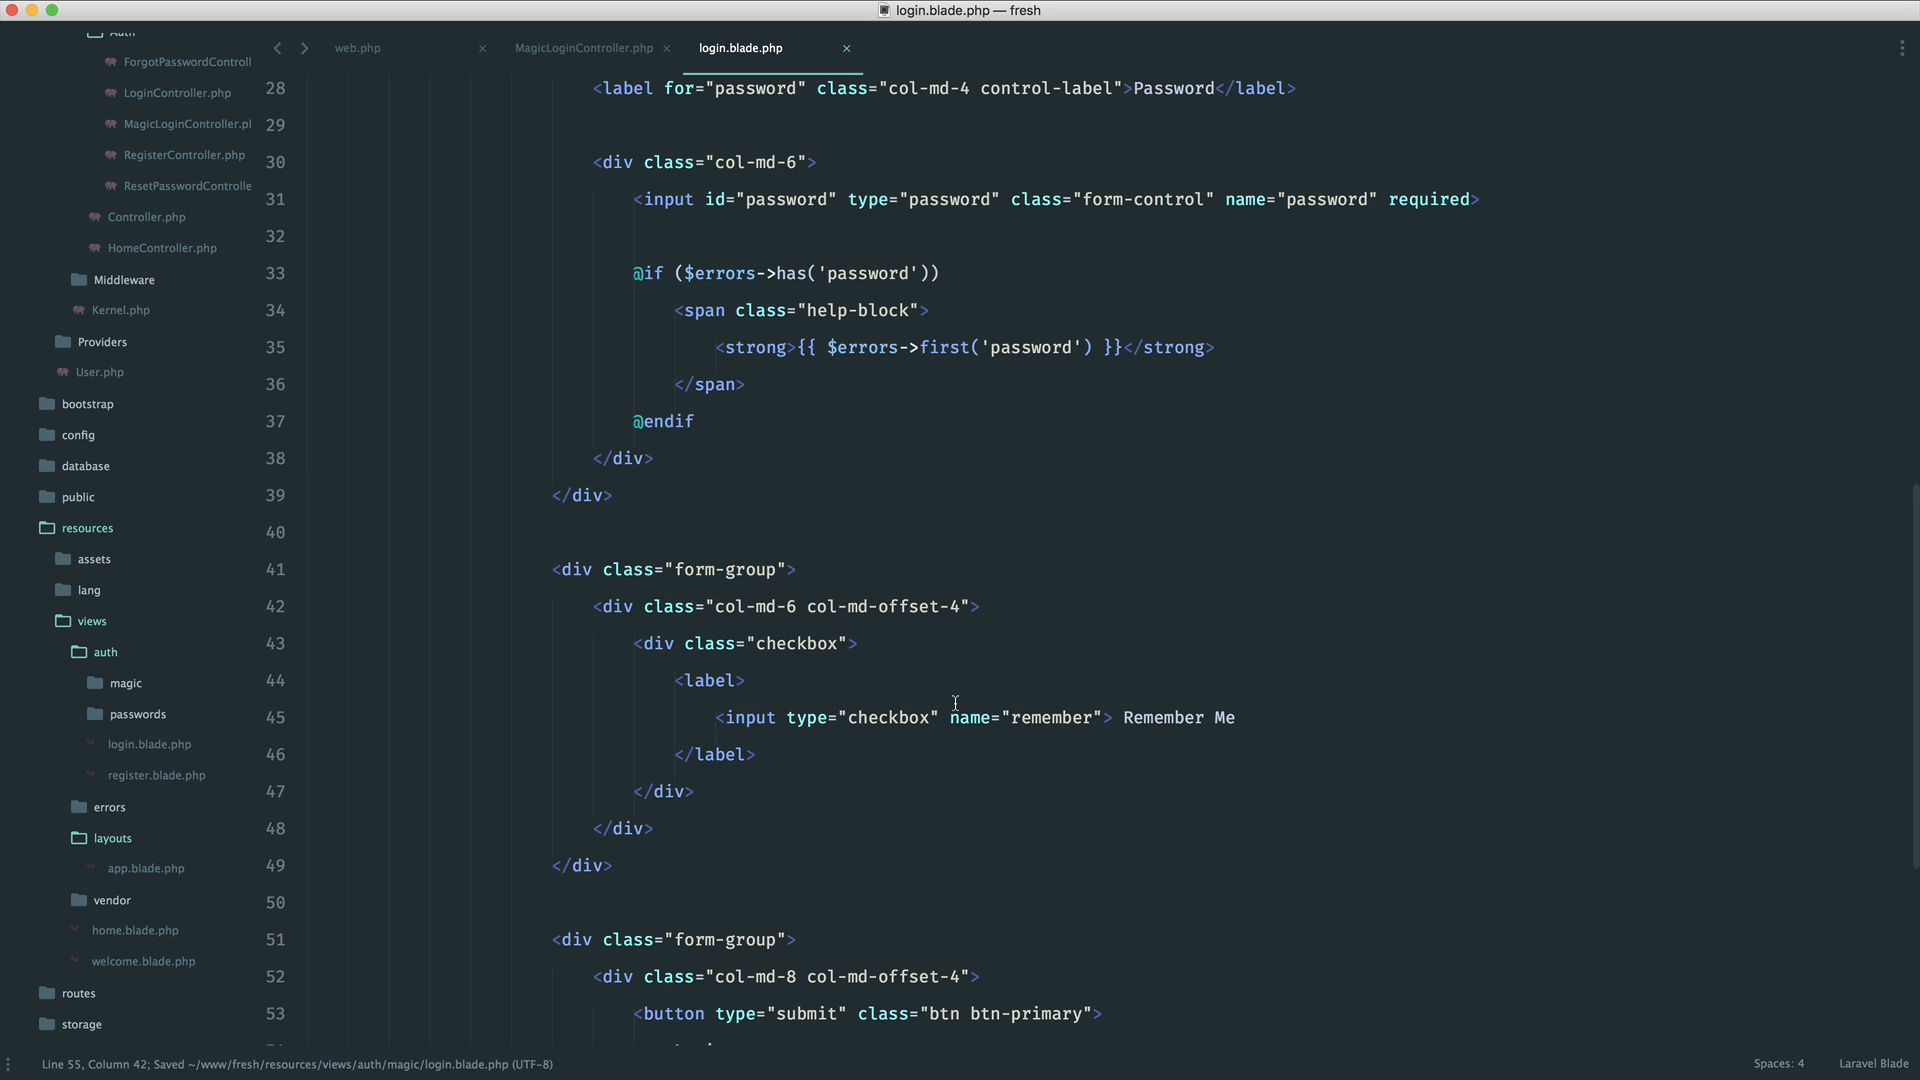 login.blade.php — fresh
Auth
ForgotPasswordControll
LoginController.php
MagicLoginController.pl
RegisterController.php
ResetPasswordControlle
Controller.php
HomeController.php
Middleware
Kernel.php
Providers
User.php
bootstrap
config
database
public
resources
assets
lang
views
auth
magic
passwords
login.blade.php
register.blade.php
errors
layouts
app.blade.php
vendor
home.blade.php
welcome.blade.php
routes
storage
web.php
MagicLoginController.php
login.blade.php
28 <label for="password" class="col-md-4 control-label">Password</label>
29
30 <div class="col-md-6">
31 <input id="password" type="password" class="form-control" name="password" required>
32
33 @if ($errors->has('password'))
34 <span class="help-block">
35 <strong>{{ $errors->first('password') }}</strong>
36 </span>
37 @endif
38 </div>
39 </div>
40
41 <div class="form-group">
42 <div class="col-md-6 col-md-offset-4">
43 <div class="checkbox">
44 <label>
45 <input type="checkbox" name="remember"> Remember Me
46 </label>
47 </div>
48 </div>
49 </div>
50
51 <div class="form-group">
52 <div class="col-md-8 col-md-offset-4">
53 <button type="submit" class="btn btn-primary">
Line 55, Column 42; Saved ~/www/fresh/resources/views/auth/magic/login.blade.php (UTF-8)
Spaces: 4
Laravel Blade